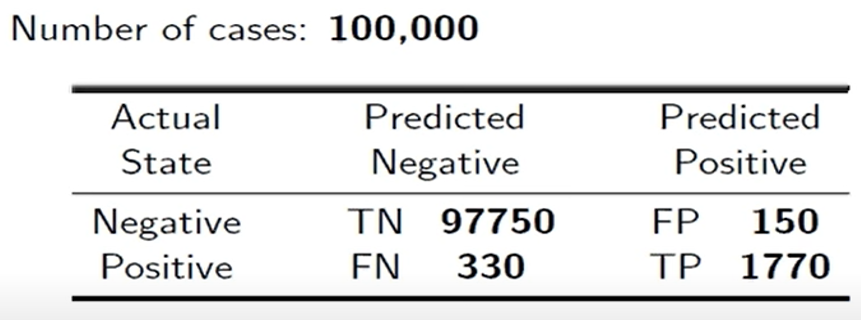 Number of cases: 100,000
Actual Predicted Predicted
State Negative Positive
Negative TN 97750 FP 150
Positive FN 330 TP 1770